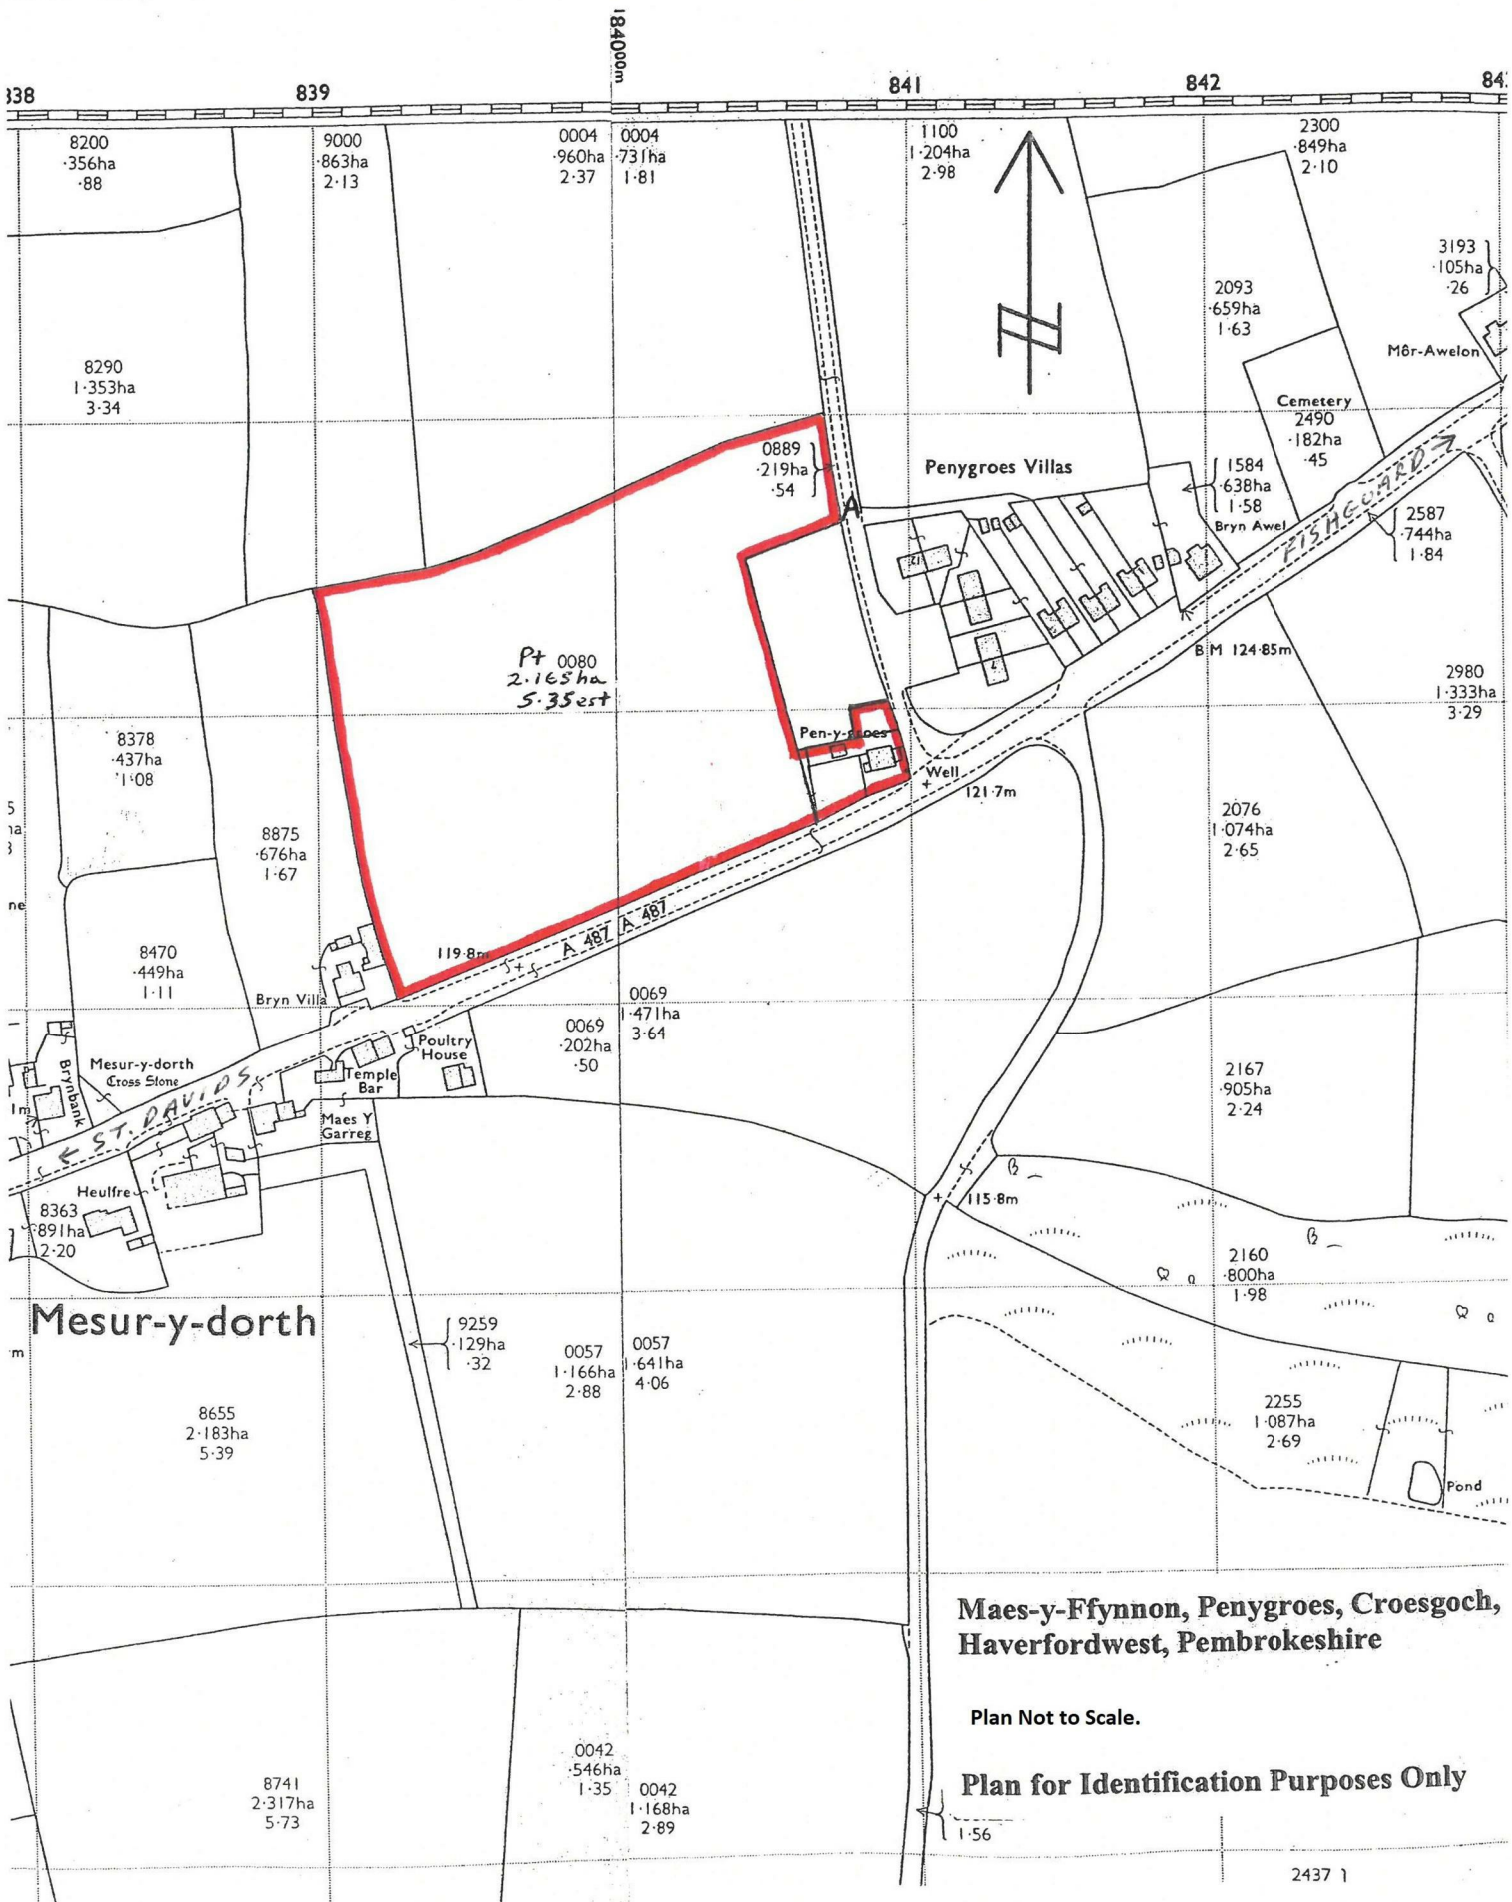 838
839
84000m
841
842
8200
·356ha
·88
9000
·863ha
2·13
0004
·960ha
2·37
0004
·731ha
1·81
1100
1·204ha
2·98
2300
·849ha
2·10
3193
·105ha
·26
2093
·659ha
1·63
Môr-Awelon
8290
1·353ha
3·34
Cemetery
2490
·182ha
·45
0889
·219ha
·54
A
Penygroes Villas
1584
·638ha
1·58
Bryn Awel
FISHGUARD →
2587
·744ha
1·84
12
7
B M 124·85m
Pt 0080
2.165ha
5.35est
2980
1·333ha
3·29
8378
·437ha
1·08
Pen-y-groes
Well
121·7m
8875
·676ha
1·67
2076
1·074ha
2·65
8470
·449ha
1·11
119·8m
A 487 A 487
Bryn Villa
0069
·202ha
·50
0069
1·471ha
3·64
Poultry
House
Temple
Bar
Mesur-y-dorth
Cross Stone
Brynbank
2167
·905ha
2·24
← ST. DAVIDS
Maes Y
Garreg
Heulfre
8363
·891ha
2·20
115·8m
2160
·800ha
1·98
Mesur-y-dorth
9259
·129ha
·32
0057
1·166ha
2·88
0057
1·641ha
4·06
8655
2·183ha
5·39
2255
1·087ha
2·69
Pond
Maes-y-Ffynnon, Penygroes, Croesgoch,
Haverfordwest, Pembrokeshire
Plan Not to Scale.
Plan for Identification Purposes Only
0042
·546ha
1·35
0042
1·168ha
2·89
8741
2·317ha
5·73
1·56
2437 1